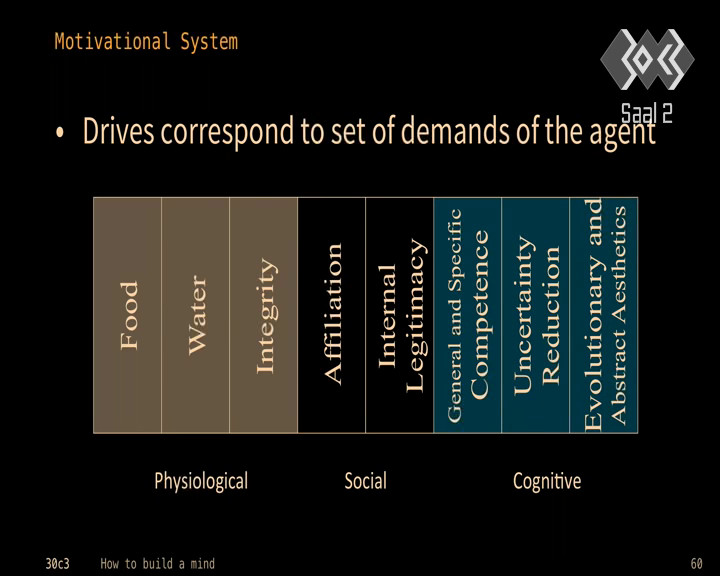 Motivational System
Saal 2
• Drives correspond to set of demands of the agent
Food
Water
Integrity
Affiliation
Internal
Legitimacy
General and Specific
Competence
Uncertainty
Reduction
Evolutionary and
Abstract Aesthetics
Physiological
Social
Cognitive
30c3
How to build a mind
60